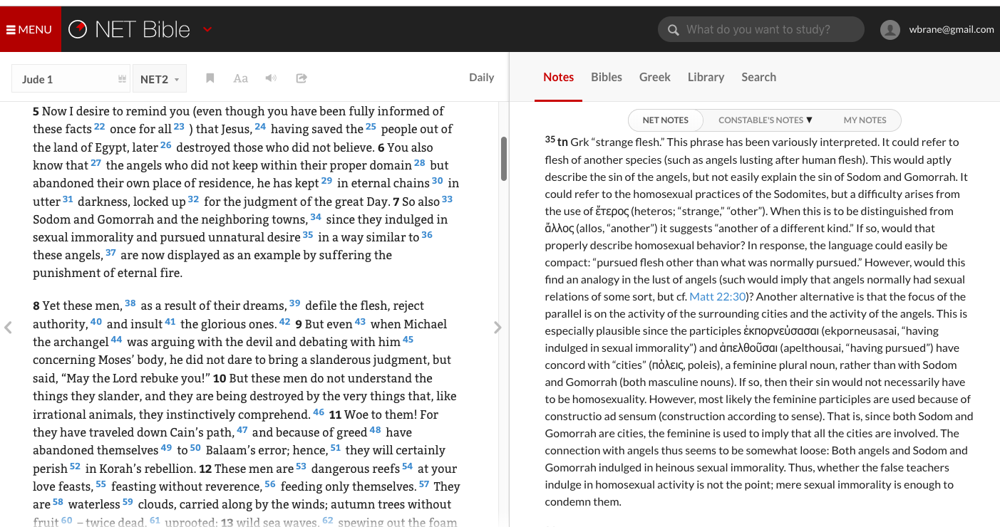 MENU NET Bible What do you want to study? wbrane@gmail.com
Jude 1 NET2 Aa Daily
Notes Bibles Greek Library Search
NET NOTES CONSTABLE'S NOTES ▼ MY NOTES
5 Now I desire to remind you (even though you have been fully informed of
these facts 22 once for all 23 ) that Jesus, 24 having saved the 25 people out of
the land of Egypt, later 26 destroyed those who did not believe. 6 You also
know that 27 the angels who did not keep within their proper domain 28 but
abandoned their own place of residence, he has kept 29 in eternal chains 30 in
utter 31 darkness, locked up 32 for the judgment of the great Day. 7 So also 33
Sodom and Gomorrah and the neighboring towns, 34 since they indulged in
sexual immorality and pursued unnatural desire 35 in a way similar to 36
these angels, 37 are now displayed as an example by suffering the
punishment of eternal fire.
8 Yet these men, 38 as a result of their dreams, 39 defile the flesh, reject
authority, 40 and insult 41 the glorious ones. 42 9 But even 43 when Michael
the archangel 44 was arguing with the devil and debating with him 45
concerning Moses’ body, he did not dare to bring a slanderous judgment, but
said, “May the Lord rebuke you!” 10 But these men do not understand the
things they slander, and they are being destroyed by the very things that, like
irrational animals, they instinctively comprehend. 46 11 Woe to them! For
they have traveled down Cain’s path, 47 and because of greed 48 have
abandoned themselves 49 to 50 Balaam’s error; hence, 51 they will certainly
perish 52 in Korah’s rebellion. 12 These men are 53 dangerous reefs 54 at your
love feasts, 55 feasting without reverence, 56 feeding only themselves. 57 They
are 58 waterless 59 clouds, carried along by the winds; autumn trees without
fruit 60 – twice dead, 61 uprooted; 13 wild sea waves, 62 spewing out the foam
35 tn Grk “strange flesh.” This phrase has been variously interpreted. It could refer to
flesh of another species (such as angels lusting after human flesh). This would aptly
describe the sin of the angels, but not easily explain the sin of Sodom and Gomorrah. It
could refer to the homosexual practices of the Sodomites, but a difficulty arises from
the use of ἕτερος (heteros; “strange,” “other”). When this is to be distinguished from
ἄλλος (allos, “another”) it suggests “another of a different kind.” If so, would that
properly describe homosexual behavior? In response, the language could easily be
compact: “pursued flesh other than what was normally pursued.” However, would this
find an analogy in the lust of angels (such would imply that angels normally had sexual
relations of some sort, but cf. Matt 22:30)? Another alternative is that the focus of the
parallel is on the activity of the surrounding cities and the activity of the angels. This is
especially plausible since the participles ἐκπορνεύσασαι (ekporneusasai, “having
indulged in sexual immorality”) and ἀπελθοῦσαι (apelthousai, “having pursued”) have
concord with “cities” (πόλεις, poleis), a feminine plural noun, rather than with Sodom
and Gomorrah (both masculine nouns). If so, then their sin would not necessarily have
to be homosexuality. However, most likely the feminine participles are used because of
constructio ad sensum (construction according to sense). That is, since both Sodom and
Gomorrah are cities, the feminine is used to imply that all the cities are involved. The
connection with angels thus seems to be somewhat loose: Both angels and Sodom and
Gomorrah indulged in heinous sexual immorality. Thus, whether the false teachers
indulge in homosexual activity is not the point; mere sexual immorality is enough to
condemn them.